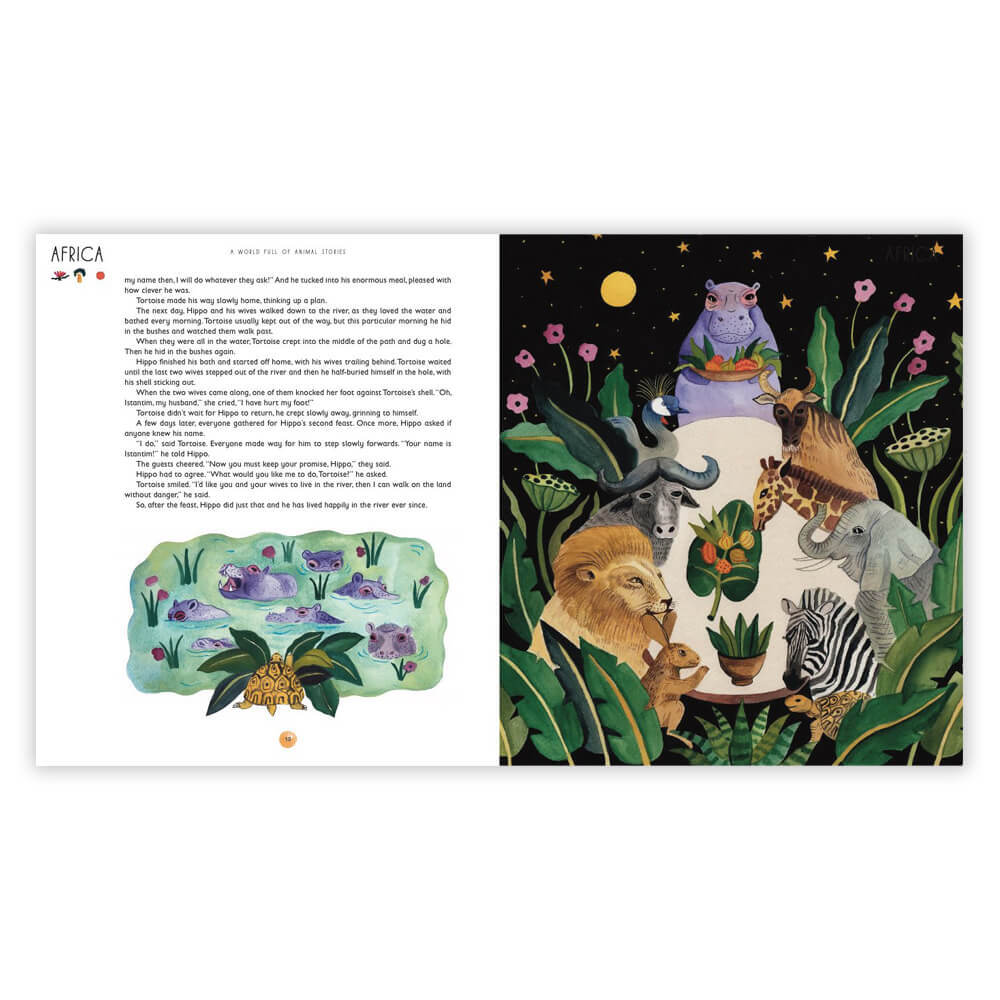 AFRICA
A WORLD FULL OF ANIMAL STORIES
my name then, I will do whatever they ask!” And he tucked into his enormous meal, pleased with
how clever he was.
Tortoise made his way slowly home, thinking up a plan.
The next day, Hippo and his wives walked down to the river, as they loved the water and
bathed every morning. Tortoise usually kept out of the way, but this particular morning he hid
in the bushes and watched them walk past.
When they were all in the water, Tortoise crept into the middle of the path and dug a hole.
Then he hid in the bushes again.
Hippo finished his bath and started off home, with his wives trailing behind. Tortoise waited
until the last two wives stepped out of the river and then he half-buried himself in the hole, with
his shell sticking out.
When the two wives came along, one of them knocked her foot against Tortoise’s shell. “Oh,
Istantim, my husband,” she cried, “I have hurt my foot!”
Tortoise didn’t wait for Hippo to return, he crept slowly away, grinning to himself.
A few days later, everyone gathered for Hippo’s second feast. Once more, Hippo asked if
anyone knew his name.
“I do,” said Tortoise. Everyone made way for him to step slowly forwards. “Your name is
Istantim!” he told Hippo.
The guests cheered. “Now you must keep your promise, Hippo,” they said.
Hippo had to agree. “What would you like me to do, Tortoise?” he asked.
Tortoise smiled. “I’d like you and your wives to live in the river, then I can walk on the land
without danger,” he said.
So, after the feast, Hippo did just that and he has lived happily in the river ever since.
10
AFRICA